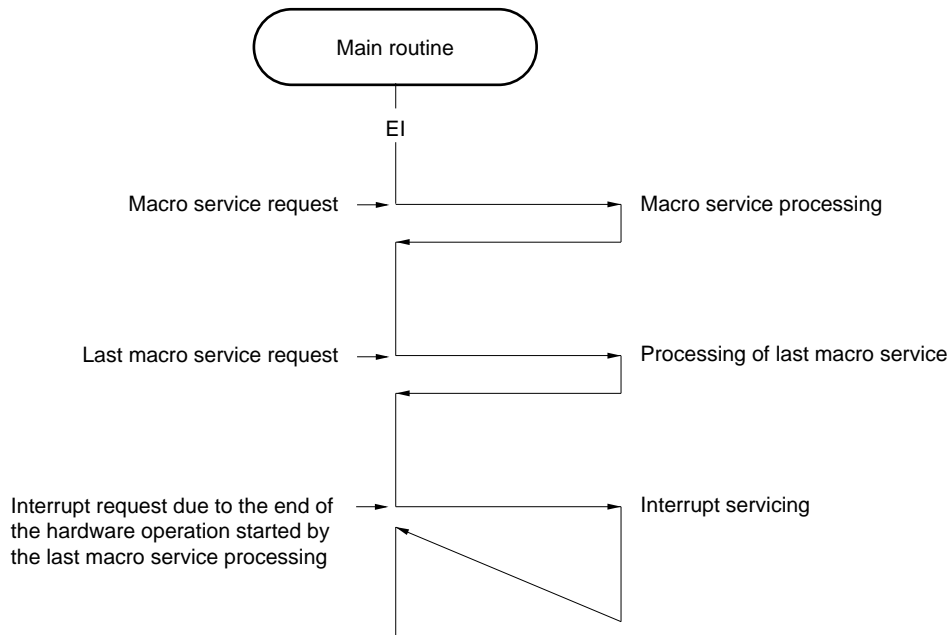 Main routine
EI
Macro service request
Macro service processing
Last macro service request
Processing of last macro service
Interrupt request due to the end of
the hardware operation started by
the last macro service processing
Interrupt servicing